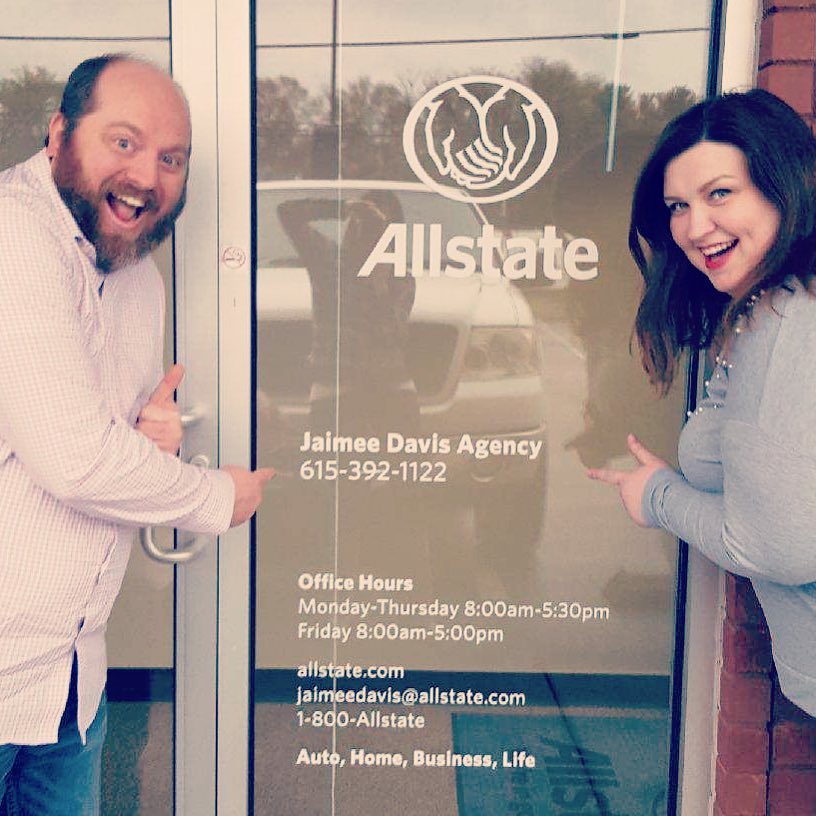 Allstate
Jaimee Davis Agency
615-392-1122
Office Hours
Monday-Thursday 8:00am-5:30pm
Friday 8:00am-5:00pm
allstate.com
jaimeedavis@allstate.com
1-800-Allstate
Auto, Home, Business, Life
Allstate